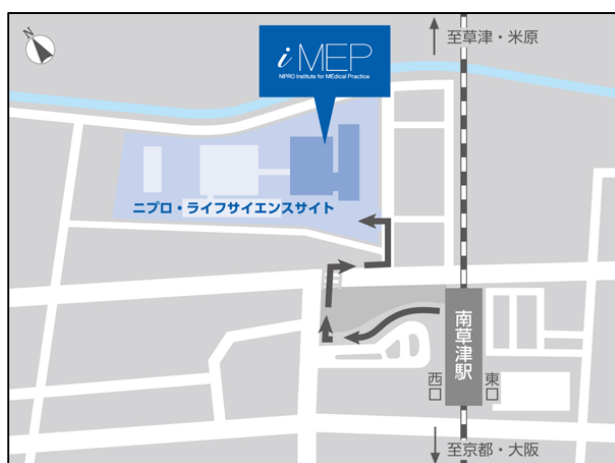 N
至草津・米原
i MEP
NIPRO Institute for MEdical Practice
ニプロ・ライフサイエンスサイト
南草津駅
西口
東口
至京都・大阪